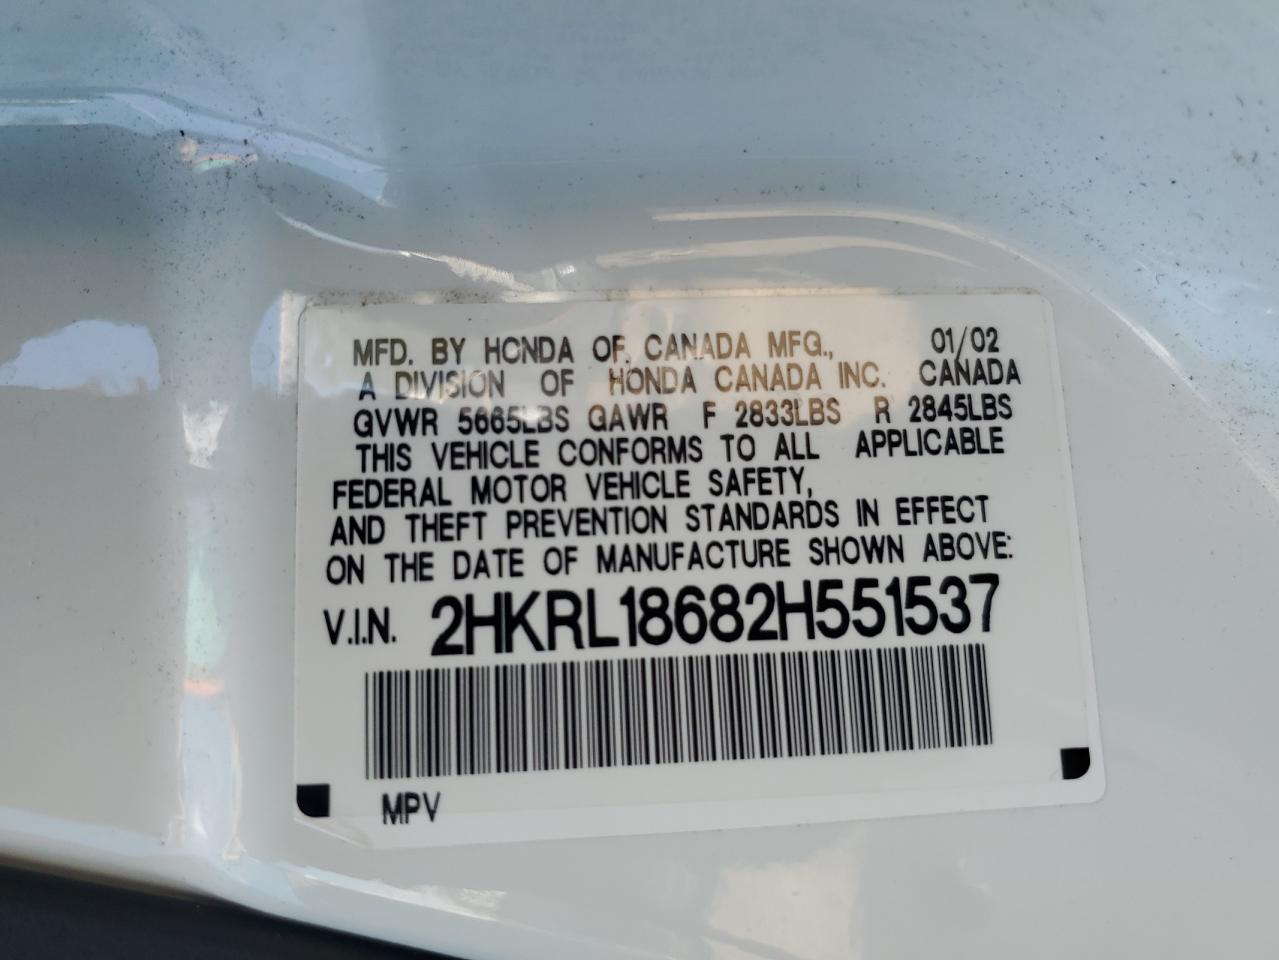 MFD. BY HONDA OF CANADA MFG., 01/02
A DIVISION OF HONDA CANADA INC. CANADA
GVWR 5665LBS GAWR F 2833LBS R 2845LBS
THIS VEHICLE CONFORMS TO ALL APPLICABLE
FEDERAL MOTOR VEHICLE SAFETY,
AND THEFT PREVENTION STANDARDS IN EFFECT
ON THE DATE OF MANUFACTURE SHOWN ABOVE:
V.I.N. 2HKRL18682H551537
MPV